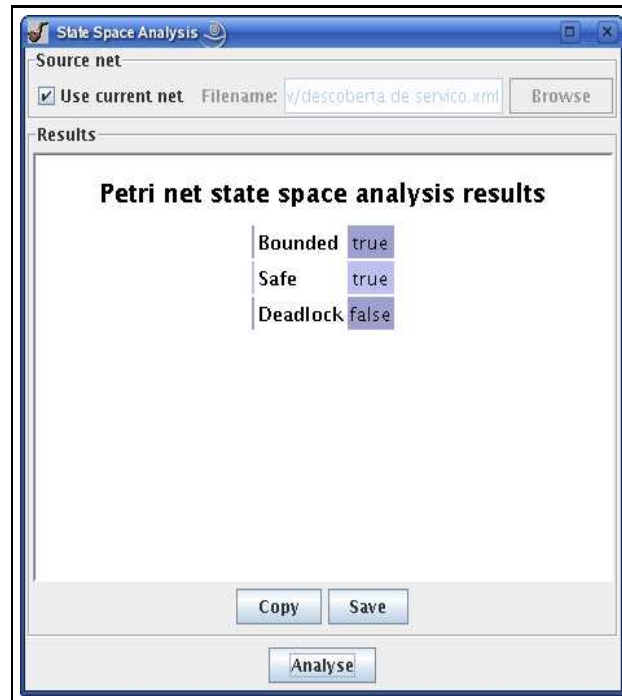 State Space Analysis
Source net
Use current net Filename: v/descoberta de servico.xml Browse
Results
Petri net state space analysis results
Bounded true
Safe true
Deadlock false
Copy Save
Analyse